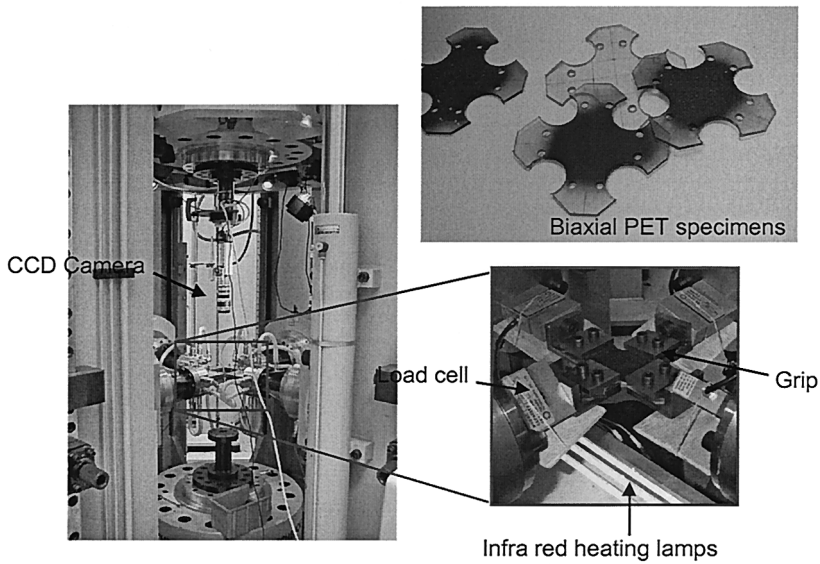 Biaxial PET specimens
CCD Camera
Load cell
Grip
Infra red heating lamps